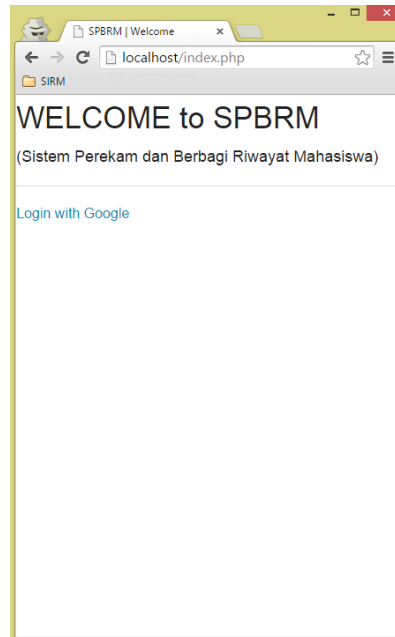 SPBRM | Welcome
localhost/index.php
SIRM
WELCOME to SPBRM
(Sistem Perekam dan Berbagi Riwayat Mahasiswa)
Login with Google